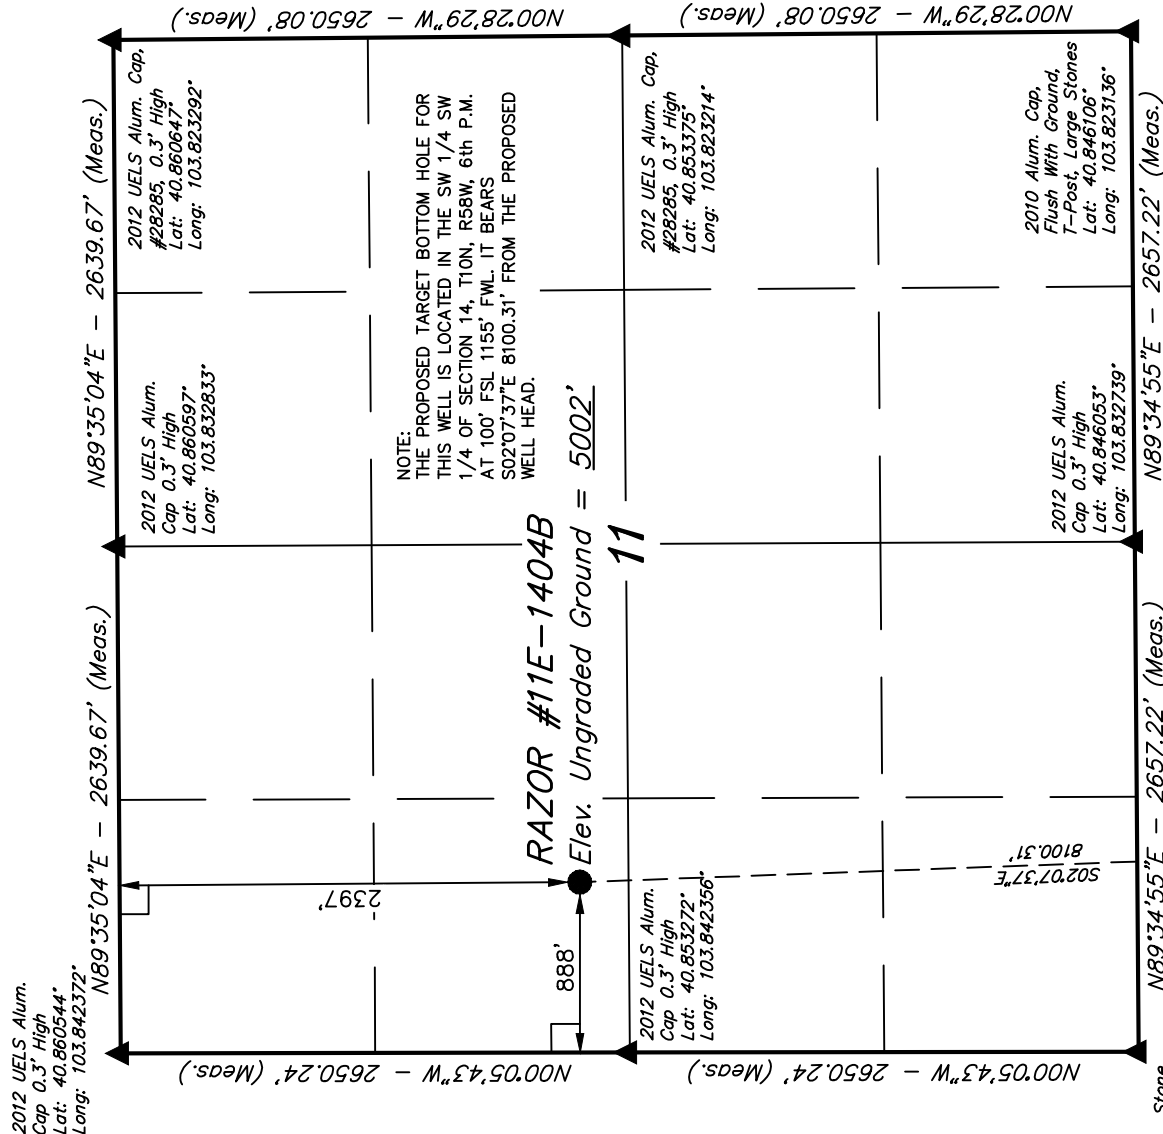 2012 UELS Alum.
Cap 0.3' High
Lat: 40.860544°
Long: 103.842372°
N89°35'04"E - 2639.67' (Meas.)
N89°35'04"E - 2639.67' (Meas.)
2012 UELS Alum.
Cap 0.3' High
Lat: 40.860597°
Long: 103.832833°
2012 UELS Alum. Cap,
#28285, 0.3' High
Lat: 40.860647°
Long: 103.823292°
N00°05'43"W - 2650.24' (Meas.)
N00°28'29"W - 2650.08' (Meas.)
2397'
888'
NOTE:
THE PROPOSED TARGET BOTTOM HOLE FOR
THIS WELL IS LOCATED IN THE SW 1/4 SW
1/4 OF SECTION 14, T10N, R58W, 6th P.M.
AT 100' FSL 1155' FWL. IT BEARS
S02°07'37"E 8100.31' FROM THE PROPOSED
WELL HEAD.
RAZOR #11E-1404B
Elev. Ungraded Ground = 5002'
11
2012 UELS Alum.
Cap 0.3' High
Lat: 40.853272°
Long: 103.842356°
2012 UELS Alum. Cap,
#28285, 0.3' High
Lat: 40.853375°
Long: 103.823214°
N00°05'43"W - 2650.24' (Meas.)
N00°28'29"W - 2650.08' (Meas.)
S02°07'37"E
8100.31'
2012 UELS Alum.
Cap 0.3' High
Lat: 40.846053°
Long: 103.832739°
2010 Alum. Cap,
Flush With Ground,
T-Post, Large Stones
Lat: 40.846106°
Long: 103.823136°
N89°34'55"E - 2657.22' (Meas.)
N89°34'55"E - 2657.22' (Meas.)
Stone